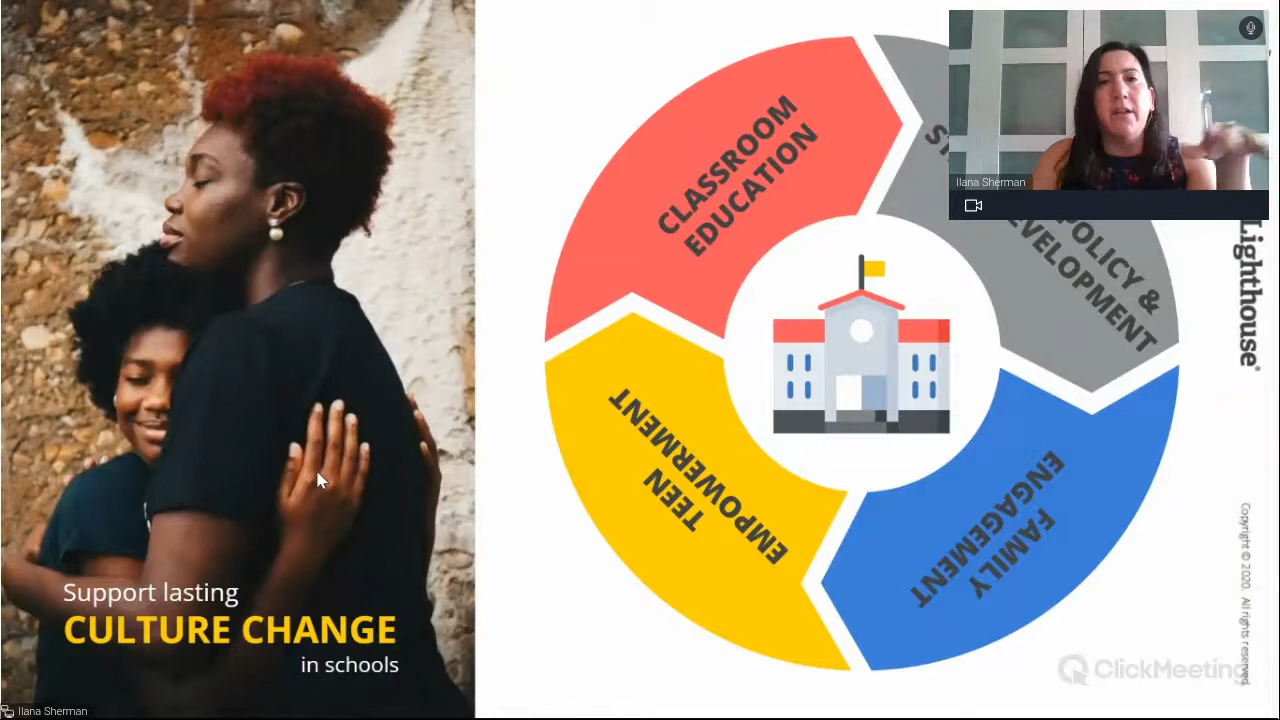 Support lasting
CULTURE CHANGE
in schools
Ilana Sherman
CLASSROOM
EDUCATION
POLICY &
FAMILY
ENGAGEMENT
TEEN
EMPOWERMENT
Ilana Sherman
Lighthouse®
Copyright © 2020. All rights reserved.
ClickMeeting